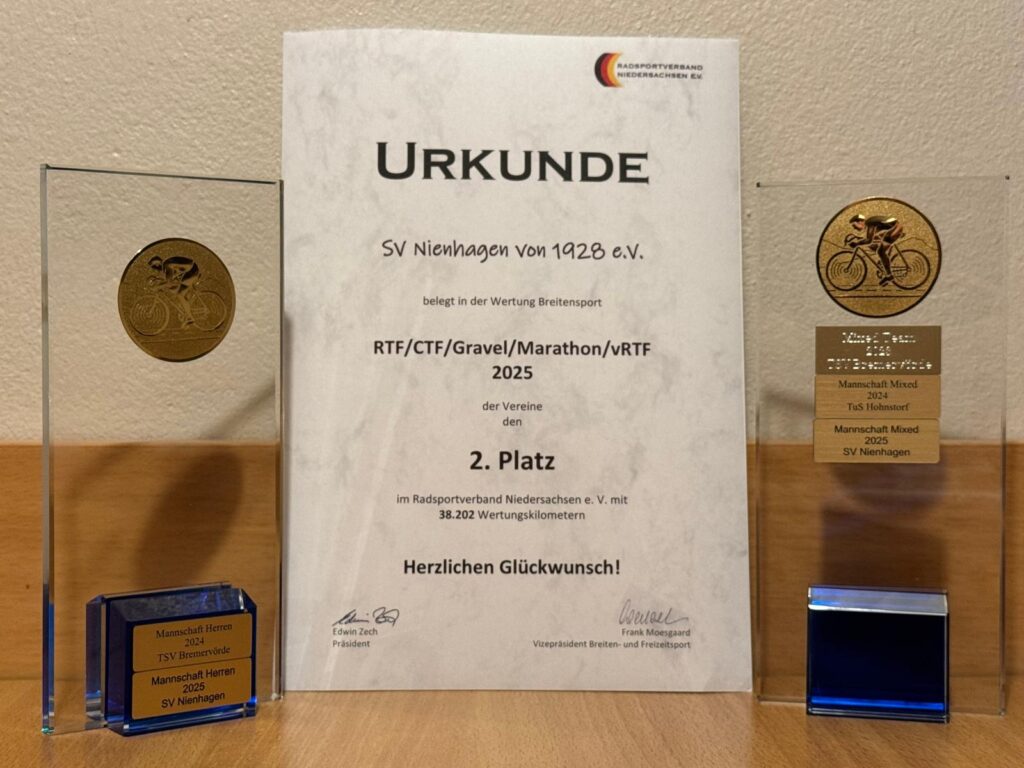 RADSPORTVERBAND
NIEDERSACHSEN E.V.
URKUNDE
SV Nienhagen von 1928 e.V.
belegt in der Wertung Breitensport
RTF/CTF/Gravel/Marathon/vRTF
2025
der Vereine
den
2. Platz
im Radsportverband Niedersachsen e. V. mit
38.202 Wertungskilometern
Herzlichen Glückwunsch!
Edwin Zech
Präsident
Frank Moesgaard
Vizepräsident Breiten- und Freizeitsport
Mannschaft Herren
2024
TSV Bremervörde
Mannschaft Herren
2025
SV Nienhagen
Mixed Team
2023
TSV Bremervörde
Mannschaft Mixed
2024
TuS Hohnstorf
Mannschaft Mixed
2025
SV Nienhagen